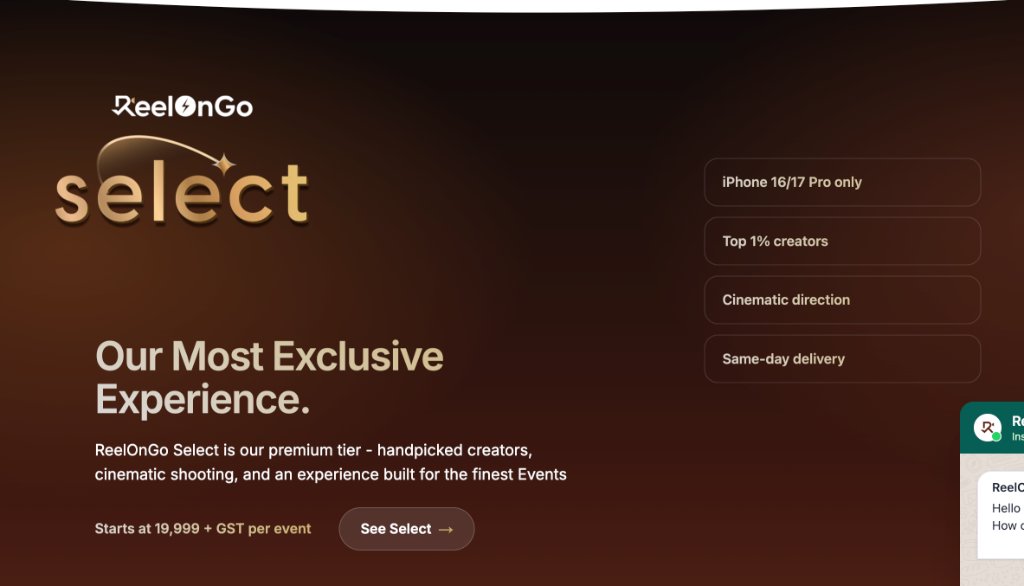 ReelOnGo
select
iPhone 16/17 Pro only
Top 1% creators
Cinematic direction
Same-day delivery
Our Most Exclusive
Experience.
ReelOnGo Select is our premium tier - handpicked creators,
cinematic shooting, and an experience built for the finest Events
Starts at 19,999 + GST per event
See Select →
Hello
How